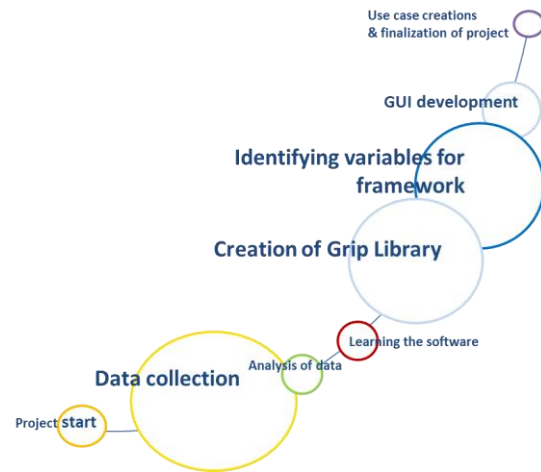 Use case creations
& finalization of project
GUI development
Identifying variables for
framework
Creation of Grip Library
Learning the software
Analysis of data
Data collection
Project start